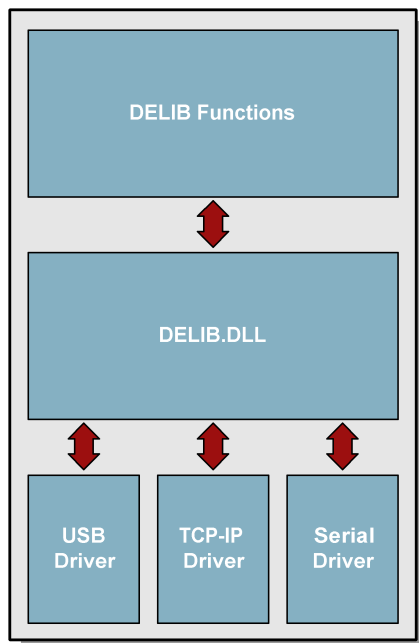 DELIB Functions
DELIB.DLL
USB
Driver
TCP-IP
Driver
Serial
Driver